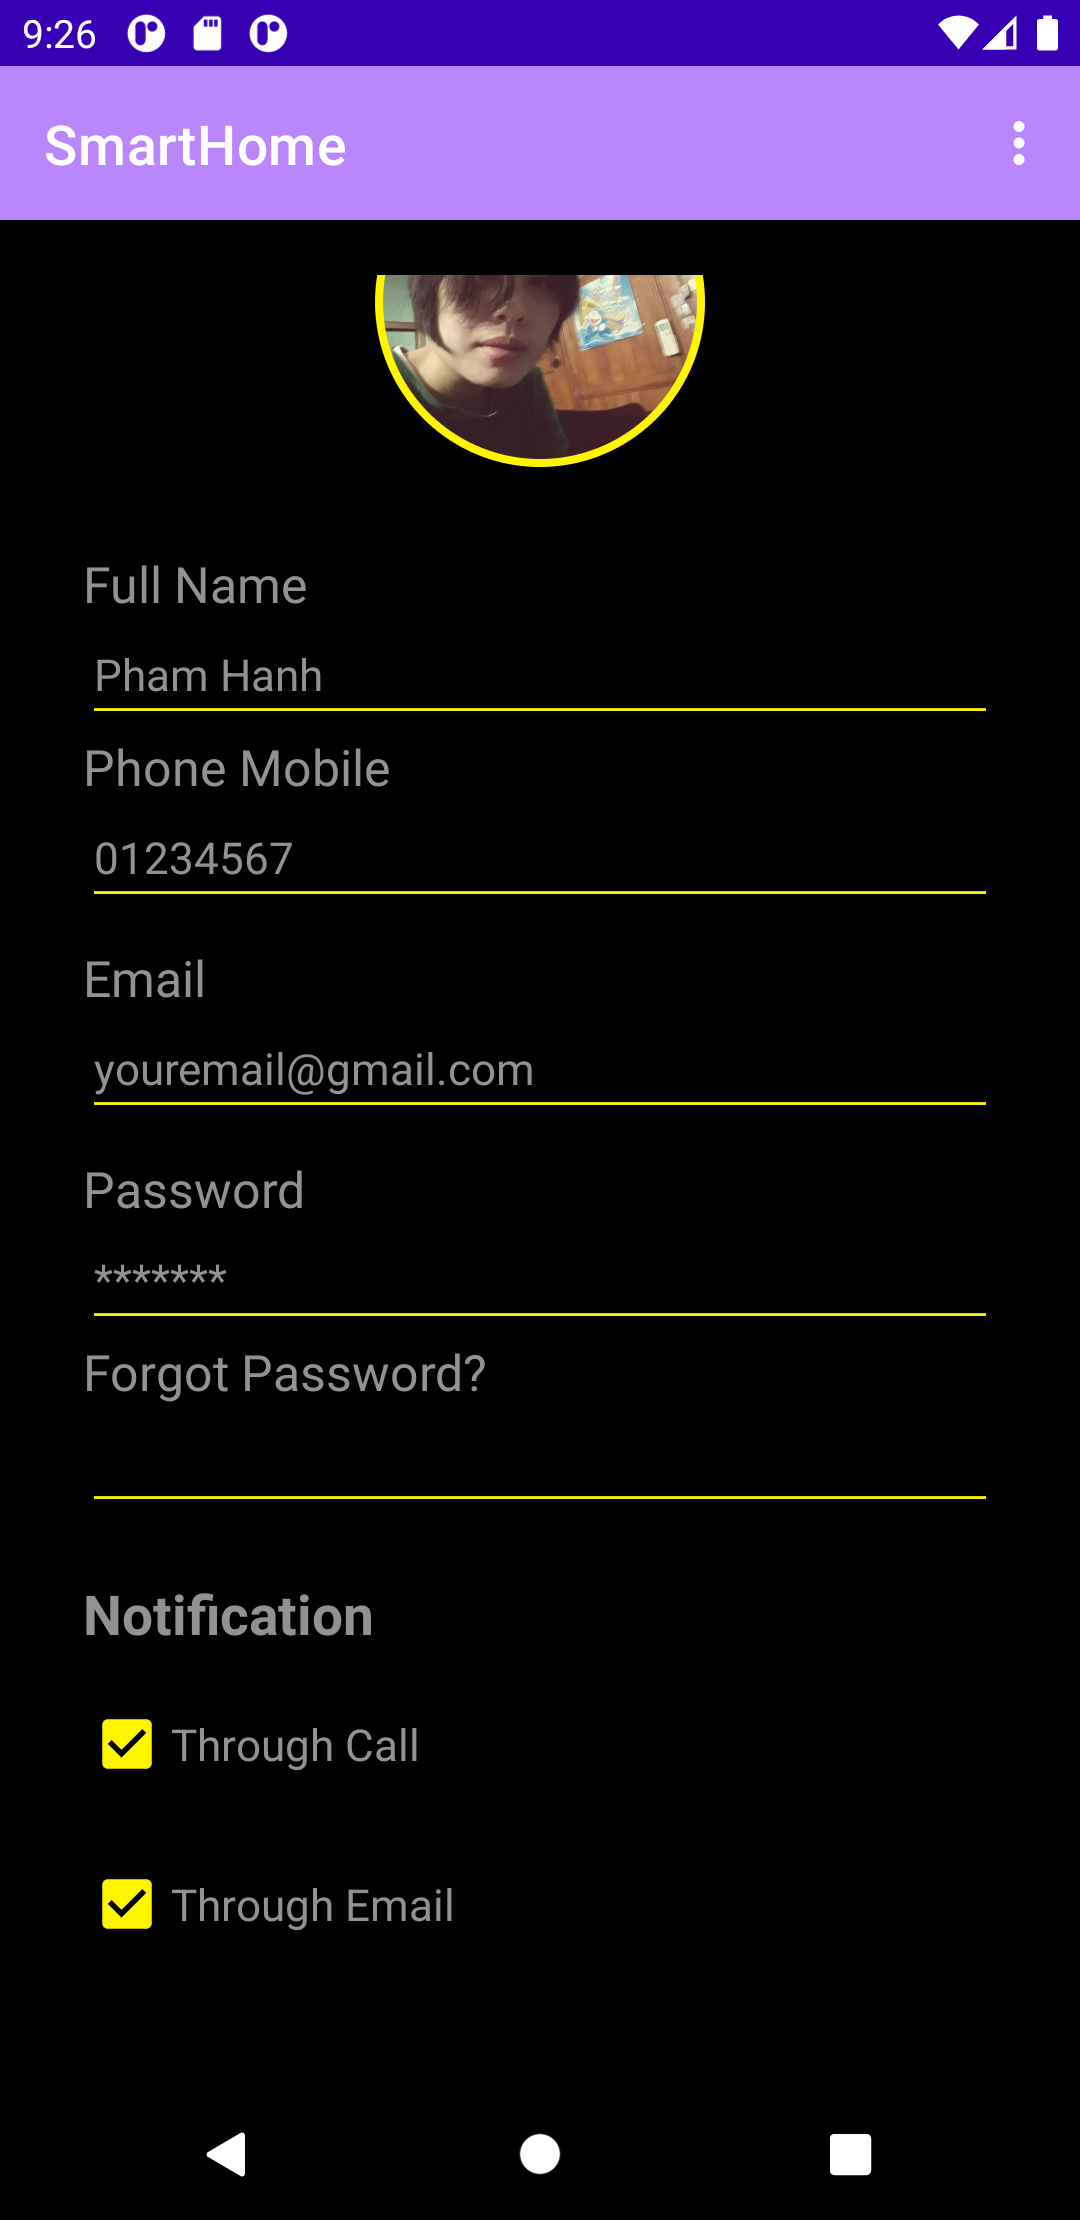 9:26
SmartHome
Full Name
Pham Hanh
Phone Mobile
01234567
Email
youremail@gmail.com
Password
*******
Forgot Password?
Notification
Through Call
Through Email